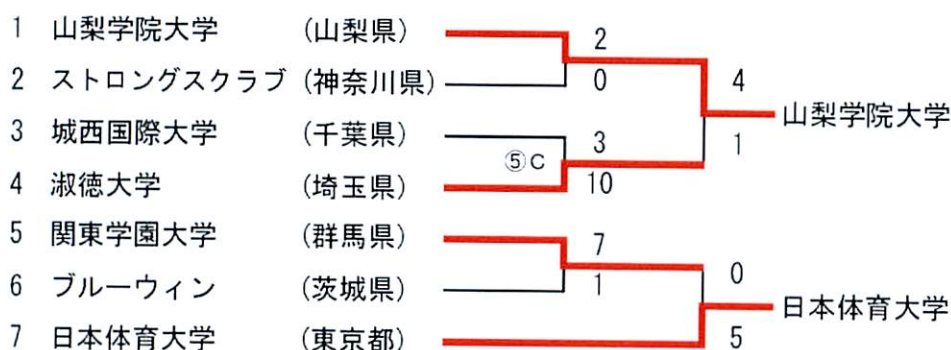 1 山梨学院大学 (山梨県)
2
2 ストロングスクラブ (神奈川県)
0
4
山梨学院大学
3 城西国際大学 (千葉県)
3
1
⑤C
4 淑徳大学 (埼玉県)
10
5 関東学園大学 (群馬県)
7
6 ブルーウィン (茨城県)
1
0
日本体育大学
7 日本体育大学 (東京都)
5